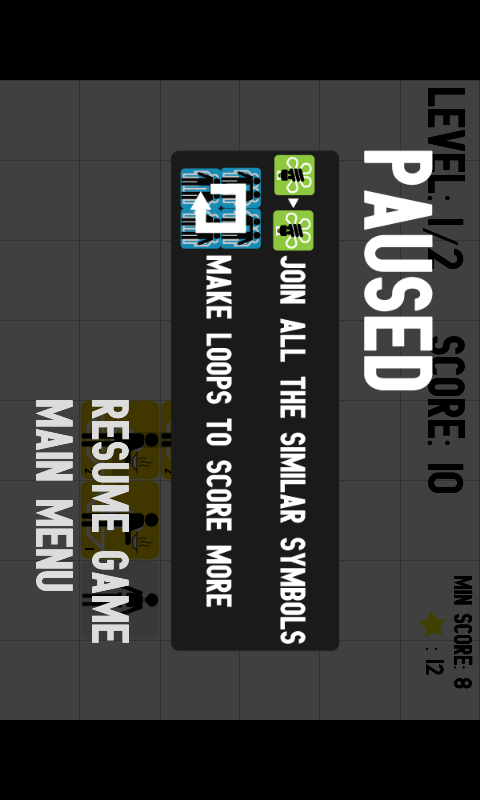 LEVEL: 1/2 SCORE: 10
MIN SCORE: 8
: 12
PAUSED
JOIN ALL THE SIMILAR SYMBOLS
MAKE LOOPS TO SCORE MORE
RESUME GAME
MAIN MENU